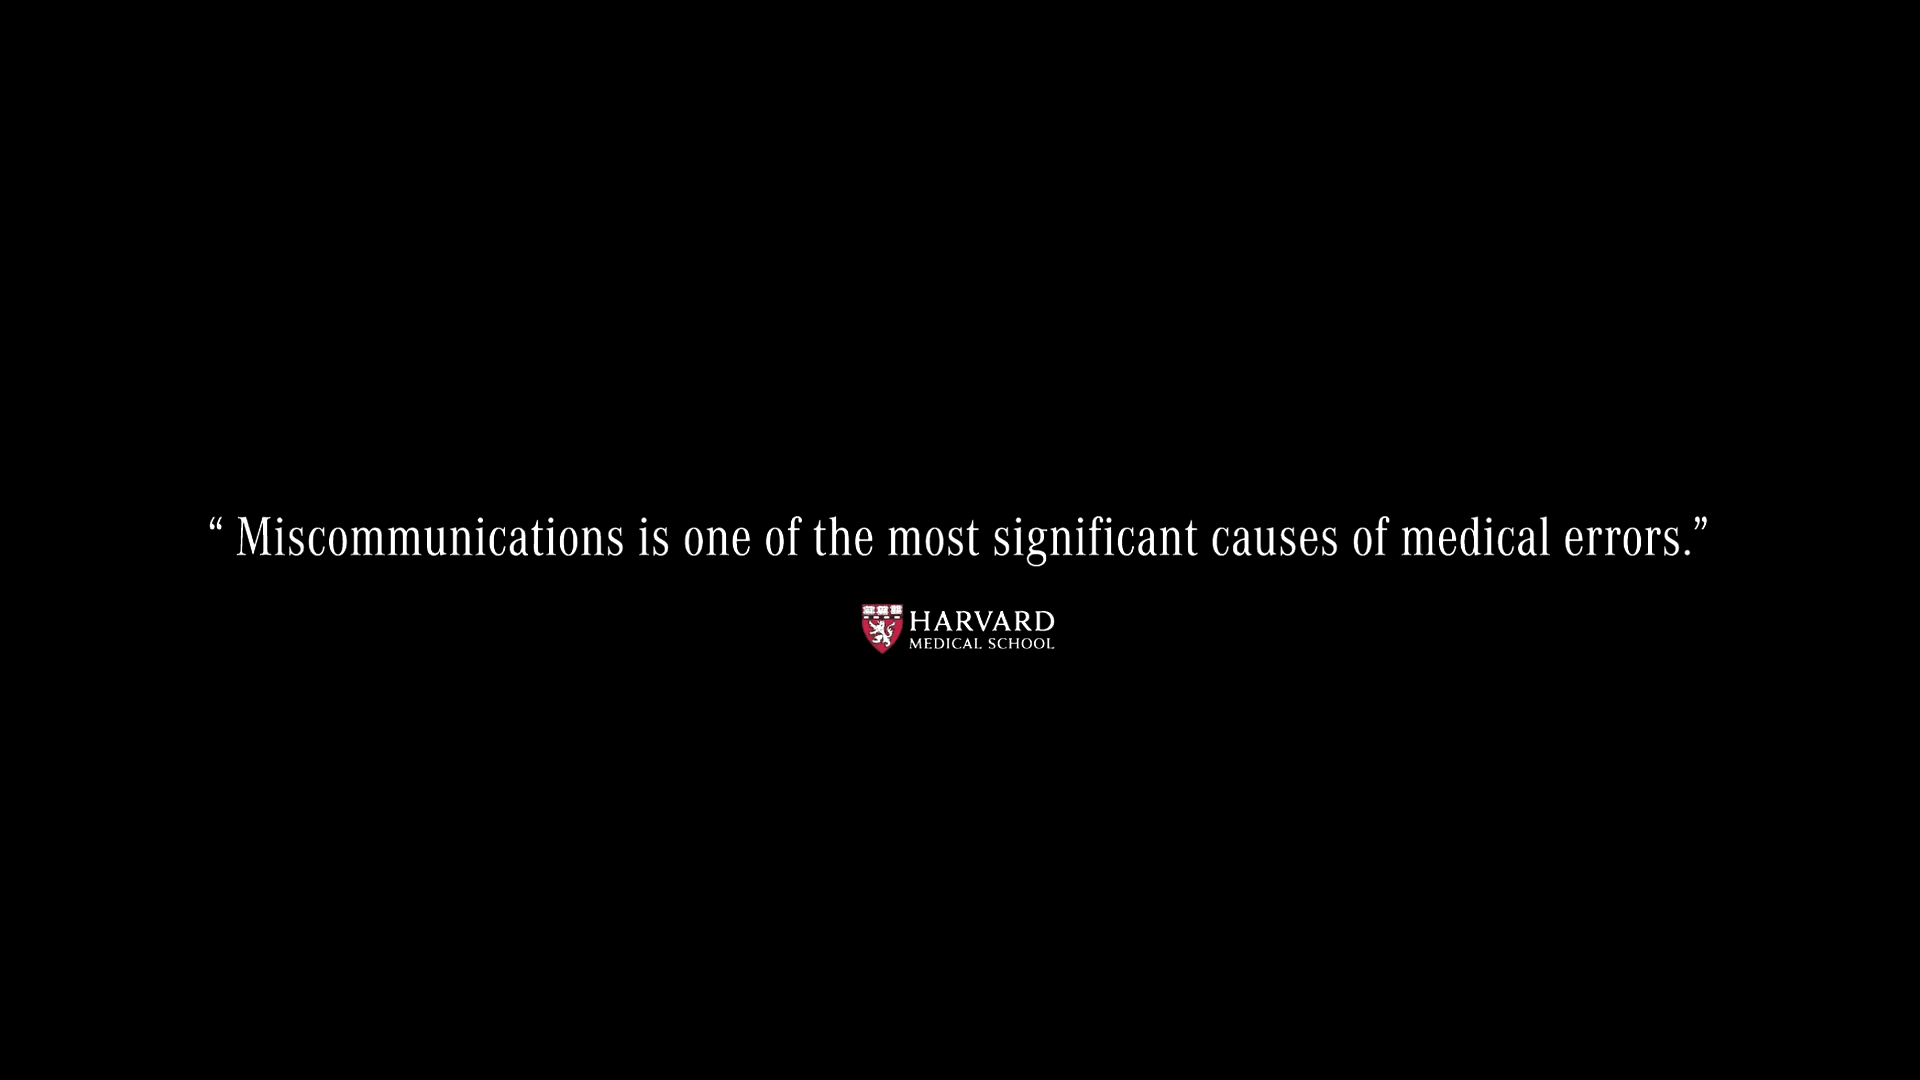 “ Miscommunications is one of the most significant causes of medical errors.”
HARVARD
MEDICAL SCHOOL